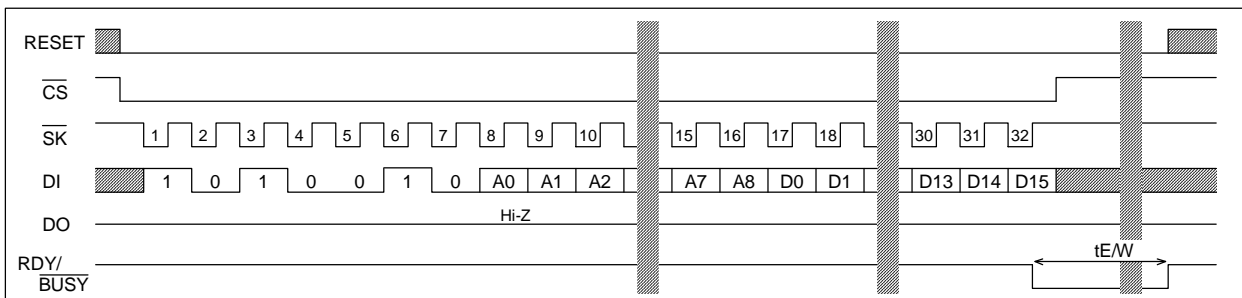 RESET
CS
SK 1 2 3 4 5 6 7 8 9 10 15 16 17 18 30 31 32
DI 1 0 1 0 0 1 0 A0 A1 A2 A7 A8 D0 D1 D13 D14 D15
DO Hi-Z
RDY/ tE/W
BUSY